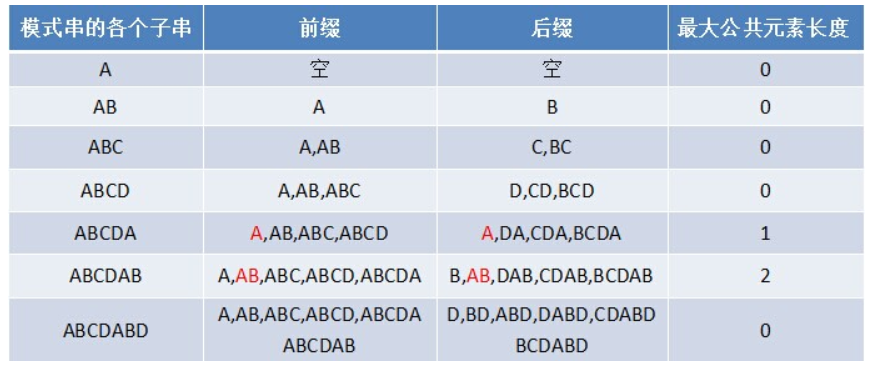 模式串的各个子串 前缀 后缀 最大公共元素长度
A 空 空 0
AB A B 0
ABC A,AB C,BC 0
ABCD A,AB,ABC D,CD,BCD 0
ABCDA A,AB,ABC,ABCD A,DA,CDA,BCDA 1
ABCDAB A,AB,ABC,ABCD,ABCDA B,AB,DAB,CDAB,BCDAB 2
ABCDABD A,AB,ABC,ABCD,ABCDA D,BD,ABD,DABD,CDABD 0
ABCDAB BCDABD